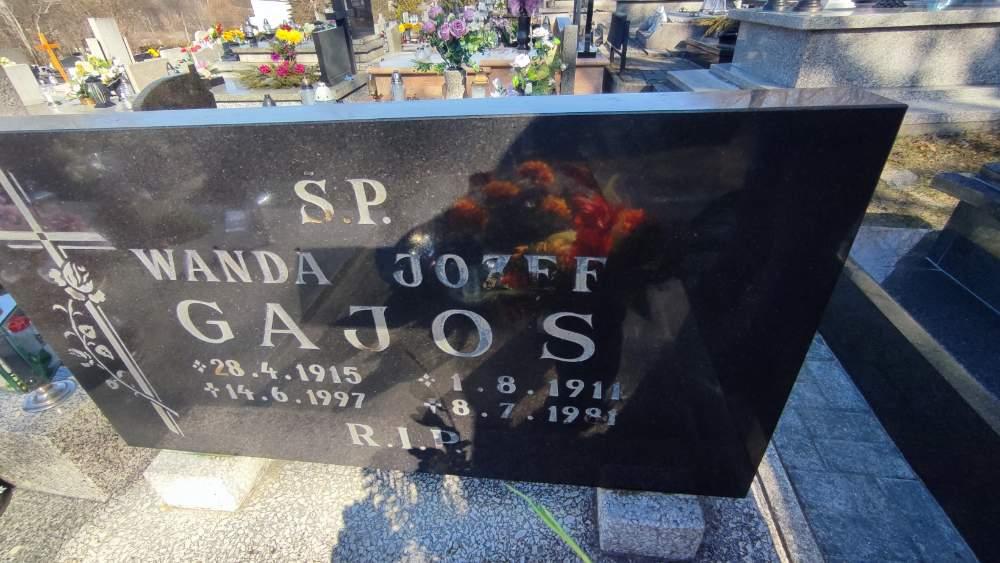 Ś.P.
WANDA JÓZEF
GAJOS
* 28.4.1915 * 1.8.1911
✝ 14.6.1997 ✝ 8.7.1981
R.I.P.